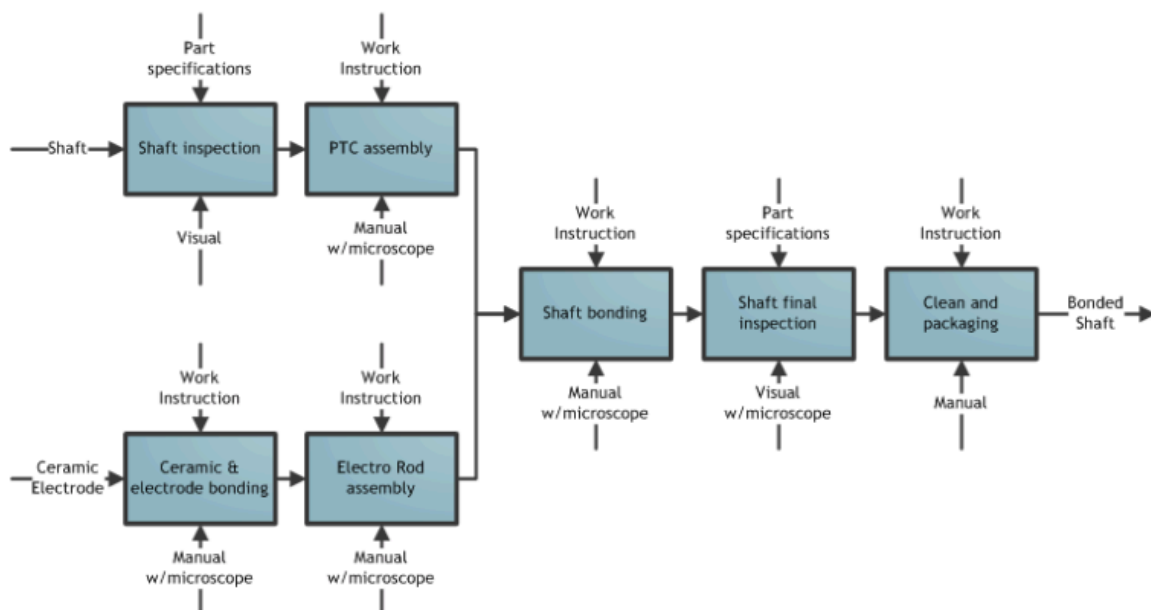 Part
specifications
Work
Instruction
Shaft
Shaft inspection
PTC assembly
Visual
Manual
w/microscope
Work
Instruction
Part
specifications
Work
Instruction
Shaft bonding
Shaft final
inspection
Clean and
packaging
Bonded
Shaft
Manual
w/microscope
Visual
w/microscope
Manual
Work
Instruction
Work
Instruction
Ceramic
Electrode
Ceramic &
electrode bonding
Electro Rod
assembly
Manual
w/microscope
Manual
w/microscope